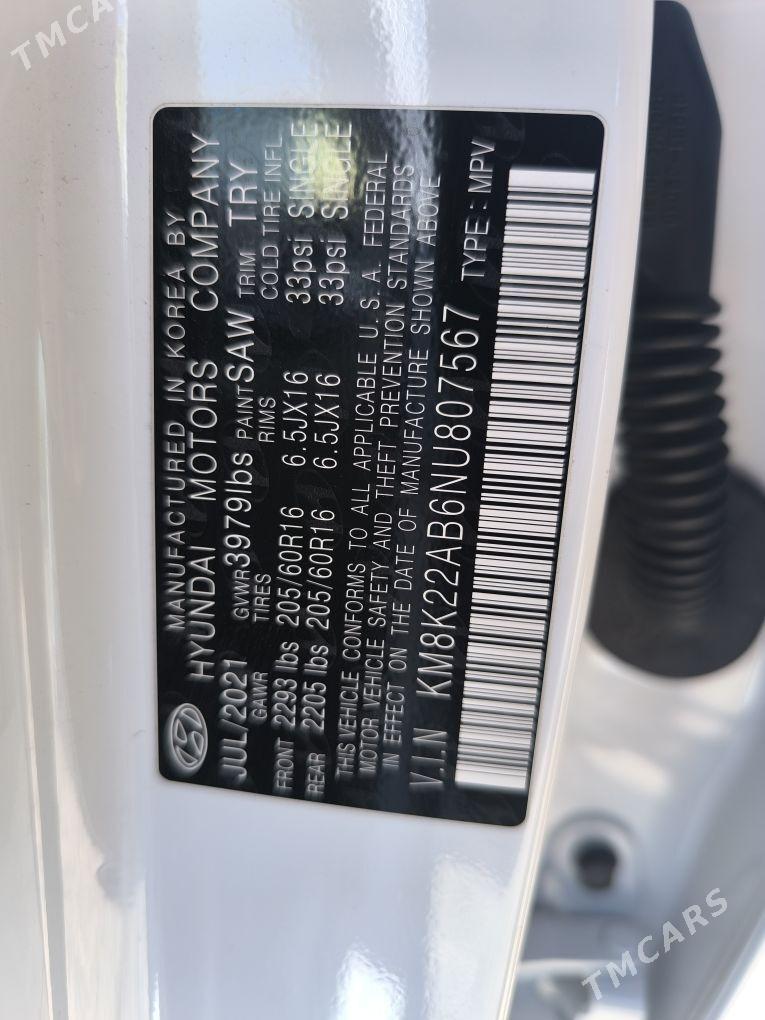 TMCARS
MANUFACTURED IN KOREA BY
HYUNDAI MOTORS COMPANY
JUL/2021 GVWR 3979lbs PAINT SAW TRIM TRY
GAWR TIRES RIMS COLD TIRE INFL
FRONT 2293 lbs 205/60R16 6.5JX16 33psi SINGLE
REAR 2205 lbs 205/60R16 6.5JX16 33psi SINGLE
THIS VEHICLE CONFORMS TO ALL APPLICABLE U.S.A. FEDERAL
MOTOR VEHICLE SAFETY AND THEFT PREVENTION STANDARDS
IN EFFECT ON THE DATE OF MANUFACTURE SHOWN ABOVE
V.I.N KM8K22AB6NU807567 TYPE : MPV
TMCARS